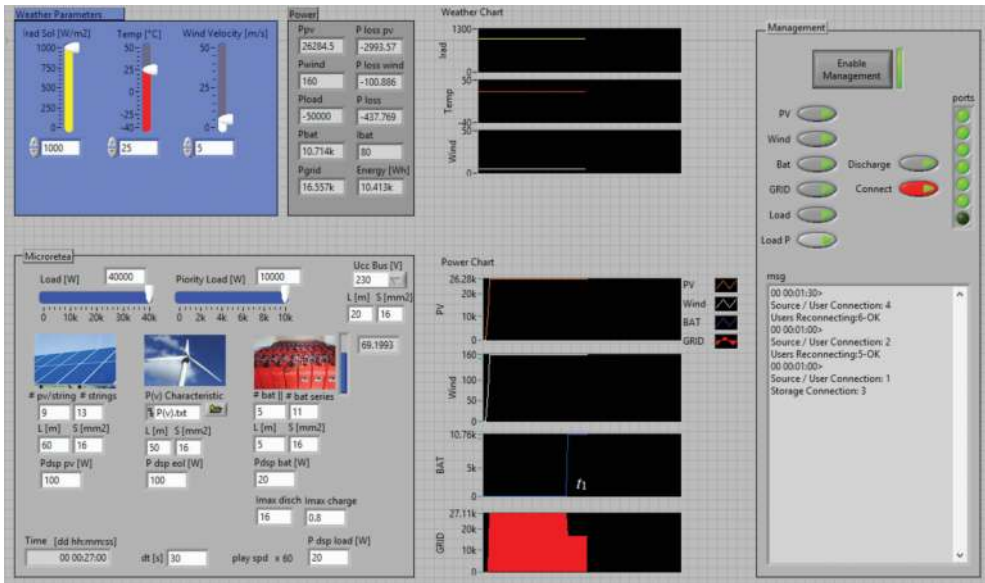 Weather Parameters
Irad Sol [W/m2]
Temp [°C]
Wind Velocity [m/s]
1000
750
500
250
0
50
25
0
-25
-40
50
25
0
1000
25
5
Power
Ppv
P loss pv
26284.5
-2993.57
Pwind
P loss wind
160
-100.886
Pload
P loss
-50000
-437.769
Pbat
Ibat
10.714k
80
Pgrid
Energy [Wh]
16.557k
10.413k
Weather Chart
Irad
1300
0
Temp
50
-40
Wind
50
0
Management
Enable
Management
ports
PV
Wind
Bat
Discharge
GRID
Connect
Load
Load P
msg
00 00:01:30>
Source / User Connection: 4
Users Reconnecting:6-OK
00 00:01:00>
Source / User Connection: 2
Users Reconnecting:5-OK
00 00:01:00>
Source / User Connection: 1
Storage Connection: 3
Microretea
Load [W]
40000
Piority Load [W]
10000
Ucc Bus [V]
230
L [m]
S [mm2]
20
16
0 10k 20k 30k 40k
0 2k 4k 6k 8k 10k
69.1993
# pv/string
# strings
9
13
L [m]
S [mm2]
60
16
Pdsp pv [W]
100
P(v) Characteristic
P(v).txt
L [m]
S [mm2]
50
16
P dsp eol [W]
100
# bat ||
# bat series
5
11
L [m]
S [mm2]
5
16
Pdsp bat [W]
20
Imax disch
Imax charge
16
0.8
Time [dd hh:mm:ss]
00 00:27:00
dt [s]
30
play spd x 60
P dsp load [W]
20
Power Chart
PV
26.28k
20k
10k
0
Wind
160
100
50
0
BAT
10.76k
5k
0
t1
GRID
27.11k
20k
10k
0
PV
Wind
BAT
GRID